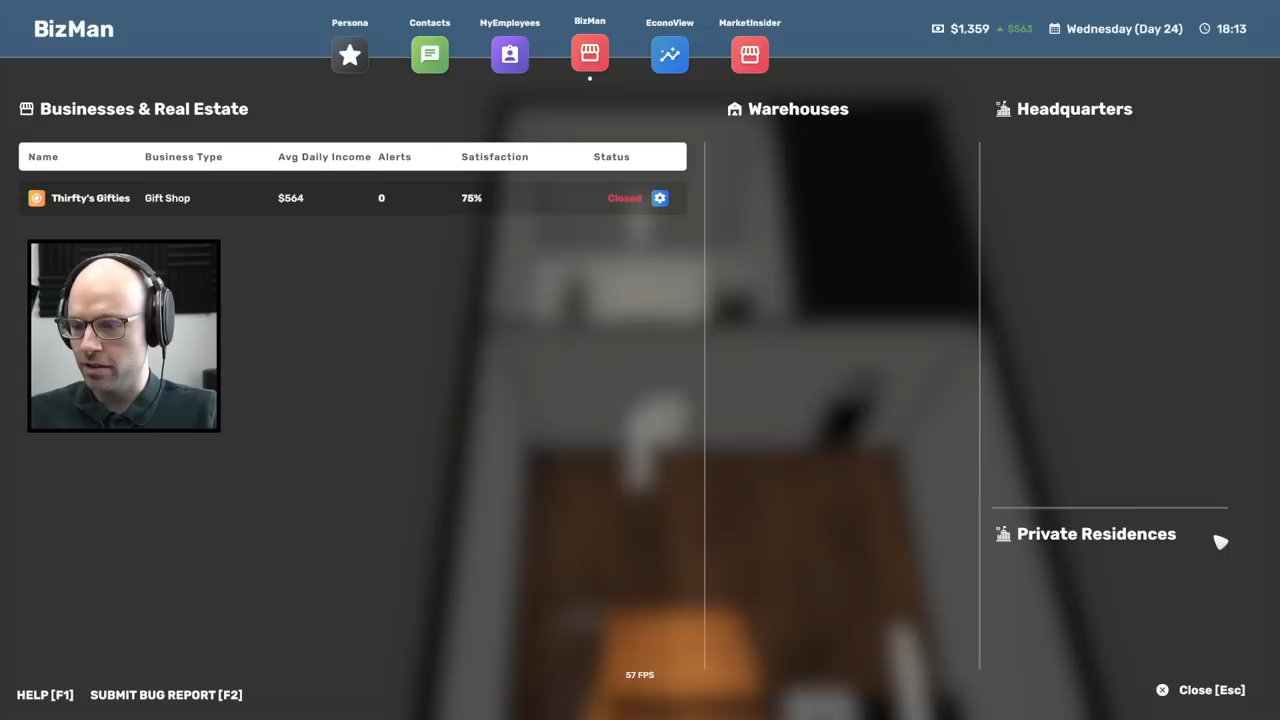 BizMan
Persona
Contacts
MyEmployees
BizMan
EconoView
MarketInsider
$1,359
$563
Wednesday (Day 24)
18:13
Businesses & Real Estate
Warehouses
Headquarters
Name Business Type Avg Daily Income Alerts Satisfaction Status
Thirfty's Gifties Gift Shop $564 0 75% Closed
Private Residences
57 FPS
HELP [F1] SUBMIT BUG REPORT [F2]
Close [Esc]